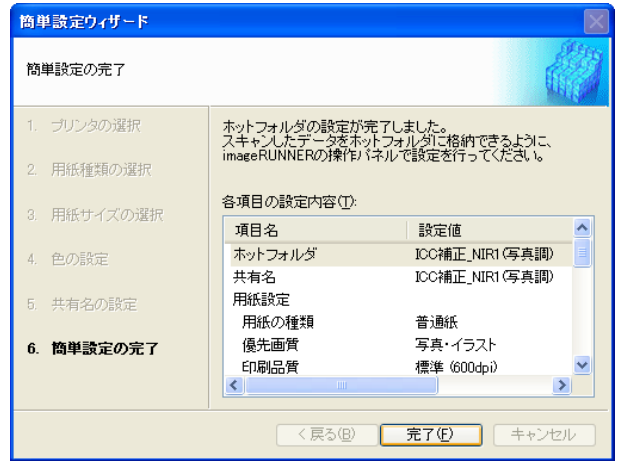 簡単設定ウィザード
簡単設定の完了
1. プリンタの選択
2. 用紙種類の選択
3. 用紙サイズの選択
4. 色の設定
5. 共有名の設定
6. 簡単設定の完了
ホットフォルダの設定が完了しました。
スキャンしたデータをホットフォルダに格納できるように、
imageRUNNERの操作パネルで設定を行ってください。
各項目の設定内容(T):
項目名 設定値
ホットフォルダ ICC補正_NIR1(写真調)
共有名 ICC補正_NIR1(写真調)
用紙設定
用紙の種類 普通紙
優先画質 写真・イラスト
印刷品質 標準 (600dpi)
< 戻る(B) 完了(F) キャンセル